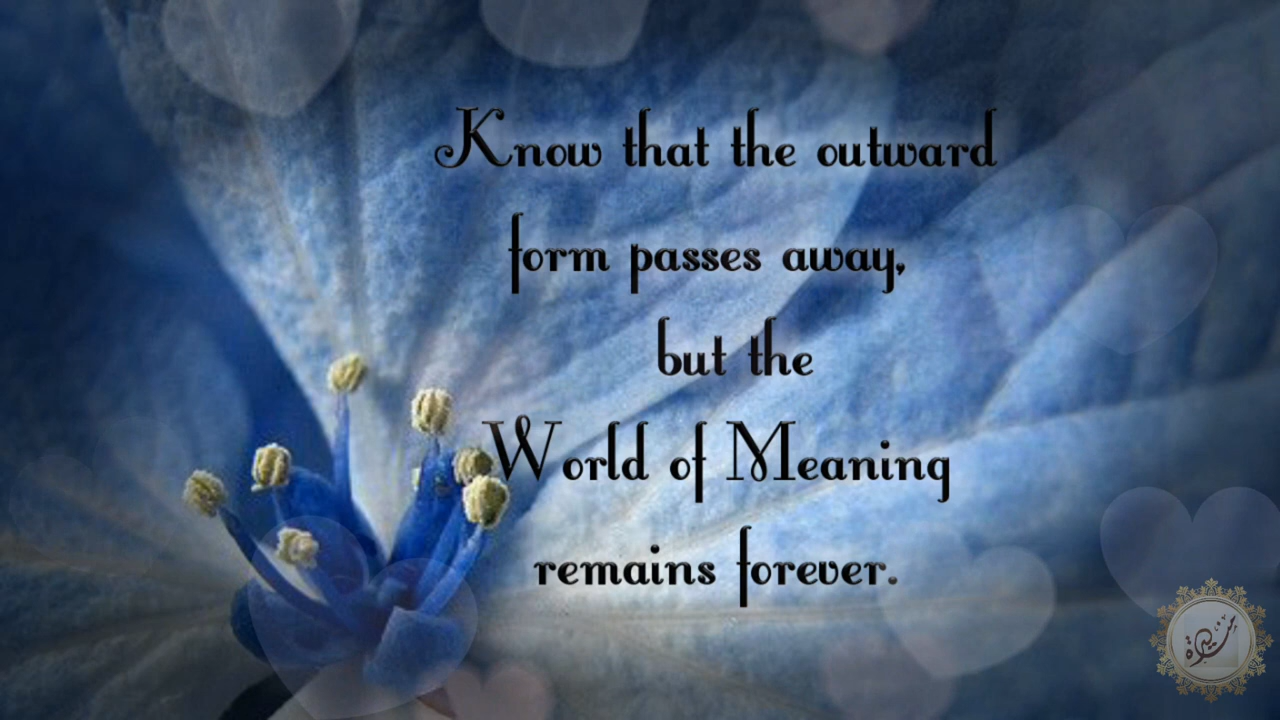 Know that the outward
form passes away,
but the
World of Meaning
remains forever.